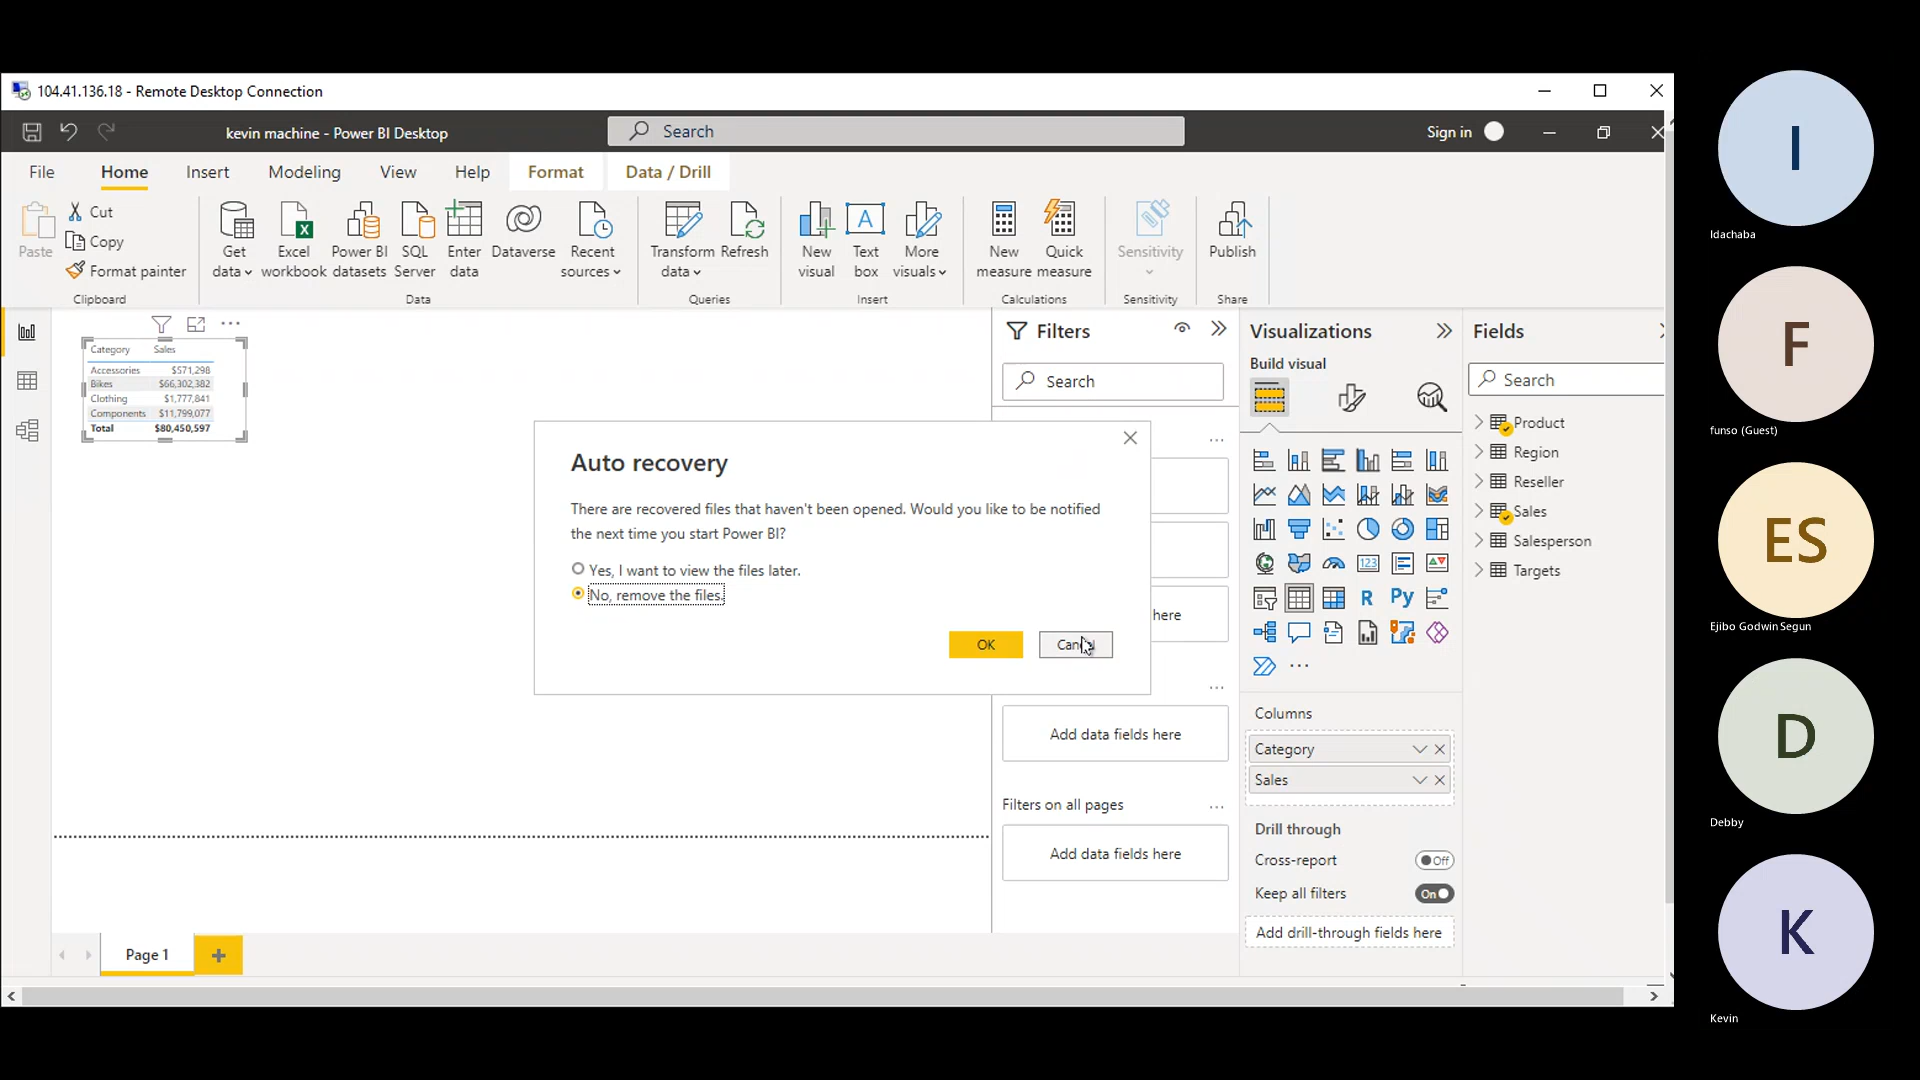 104.41.136.18 - Remote Desktop Connection
kevin machine - Power BI Desktop
Search
Sign in
File
Home
Insert
Modeling
View
Help
Format
Data / Drill
Paste
Cut
Copy
Format painter
Clipboard
Get data
Excel workbook
Power BI datasets
SQL Server
Enter data
Dataverse
Recent sources
Data
Transform data
Refresh
Queries
New visual
Text box
More visuals
Insert
New measure
Quick measure
Calculations
Sensitivity
Sensitivity
Publish
Share
Category Sales
Accessories $571,298
Bikes $66,302,382
Clothing $1,777,841
Components $11,799,077
Total $80,450,597
Auto recovery
There are recovered files that haven't been opened. Would you like to be notified
the next time you start Power BI?
Yes, I want to view the files later.
No, remove the files.
OK
Filters
Search
here
Add data fields here
Filters on all pages
Add data fields here
Visualizations
Build visual
R
Py
123
Columns
Category
Sales
Drill through
Cross-report
Off
Keep all filters
On
Add drill-through fields here
Fields
Search
Product
Region
Reseller
Sales
Salesperson
Targets
Page 1
I
Idachaba
F
funso (Guest)
ES
Ejibo Godwin Segun
D
Debby
K
Kevin